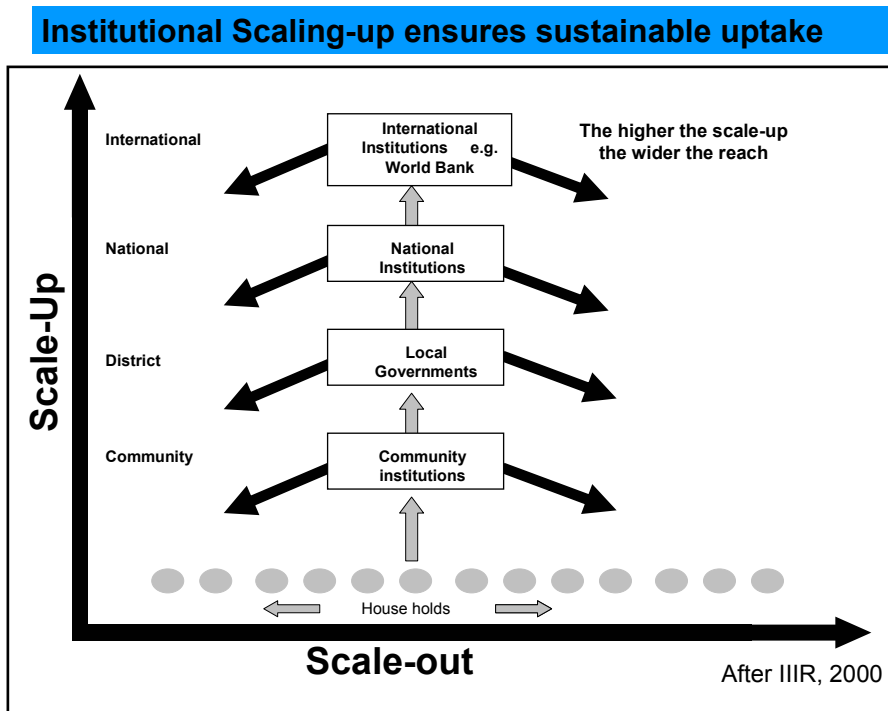 Institutional Scaling-up ensures sustainable uptake
International
International
Institutions e.g.
World Bank
The higher the scale-up
the wider the reach
National
National
Institutions
Scale-Up
District
Local
Governments
Community
Community
institutions
House holds
Scale-out
After IIIR, 2000